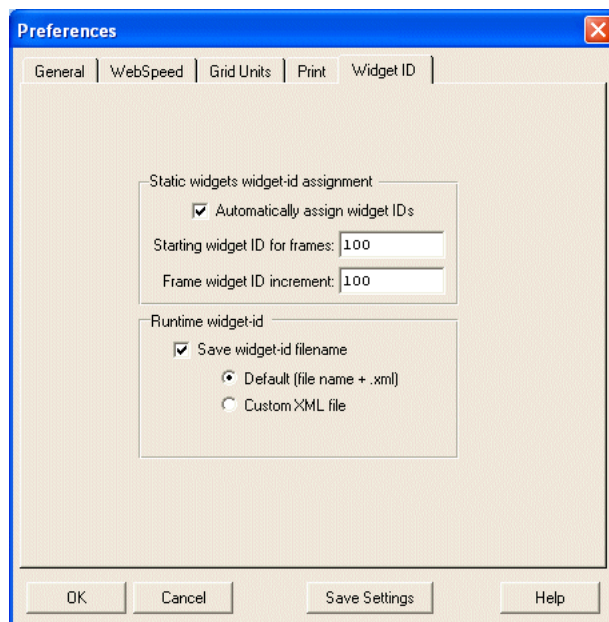 Preferences
General WebSpeed Grid Units Print Widget ID
Static widgets widget-id assignment
Automatically assign widget IDs
Starting widget ID for frames: 100
Frame widget ID increment: 100
Runtime widget-id
Save widget-id filename
Default (file name + .xml)
Custom XML file
OK Cancel Save Settings Help